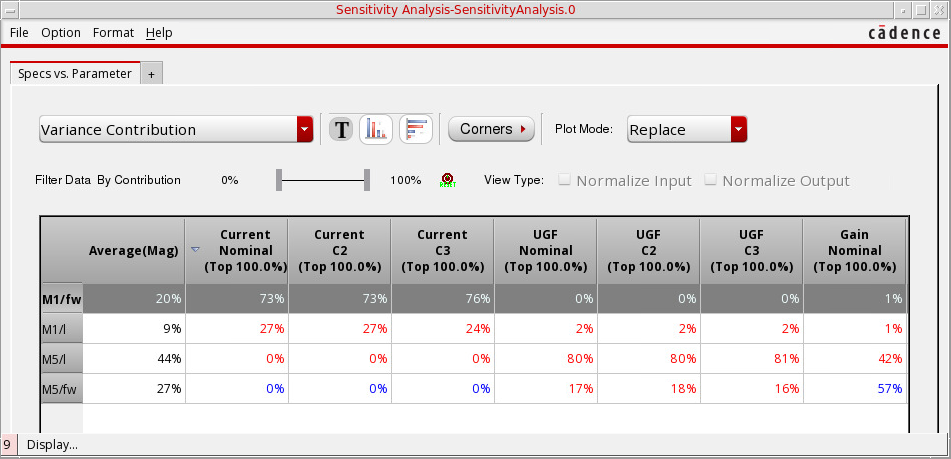 Sensitivity Analysis-SensitivityAnalysis.0
File Option Format Help
cādence
Specs vs. Parameter +
Variance Contribution T Corners Plot Mode: Replace
Filter Data By Contribution 0% 100% View Type: Normalize Input Normalize Output
Current Current Current UGF UGF UGF Gain
Average(Mag) Nominal C2 C3 Nominal C2 C3 Nominal
(Top 100.0%) (Top 100.0%) (Top 100.0%) (Top 100.0%) (Top 100.0%) (Top 100.0%) (Top 100.0%)
M1/fw 20% 73% 73% 76% 0% 0% 0% 1%
M1/l 9% 27% 27% 24% 2% 2% 2% 1%
M5/l 44% 0% 0% 0% 80% 80% 81% 42%
M5/fw 27% 0% 0% 0% 17% 18% 16% 57%
9 Display...